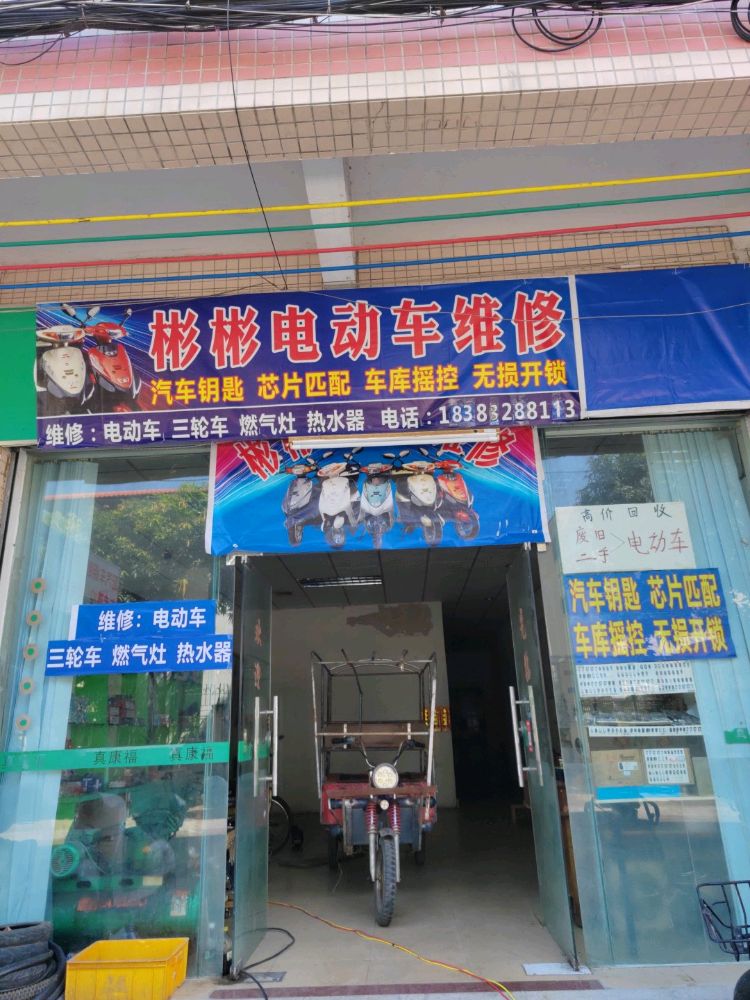 彬彬电动车维修
汽车钥匙 芯片匹配 车库摇控 无损开锁
维修：电动车 三轮车 燃气灶 热水器 电话：18383288113
高价回收
废旧
二手>电动车
汽车钥匙 芯片匹配
车库摇控 无损开锁
维修：电动车
三轮车 燃气灶 热水器
真康福 真康福